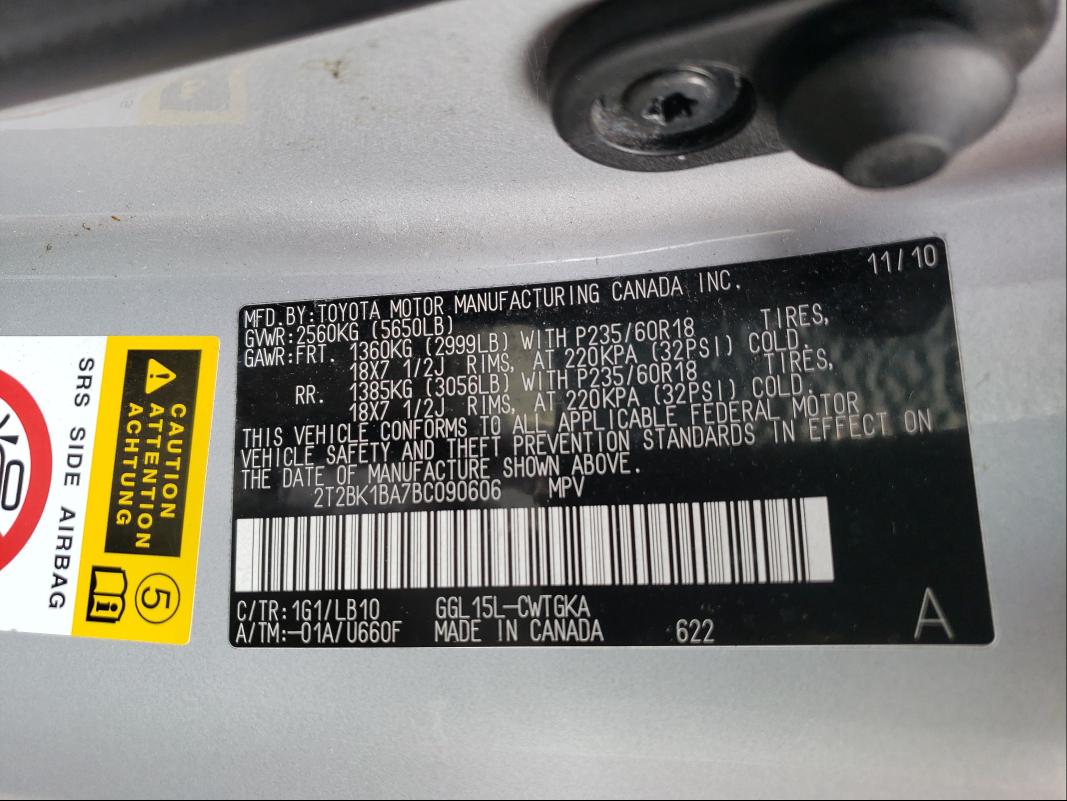 11/10
MFD.BY:TOYOTA MOTOR MANUFACTURING CANADA INC.
GVWR:2560KG (5650LB)
GAWR:FRT. 1360KG (2999LB) WITH P235/60R18 TIRES,
18X7 1/2J RIMS, AT 220KPA (32PSI) COLD.
RR. 1385KG (3056LB) WITH P235/60R18 TIRES,
18X7 1/2J RIMS, AT 220KPA (32PSI) COLD.
THIS VEHICLE CONFORMS TO ALL APPLICABLE FEDERAL MOTOR
VEHICLE SAFETY AND THEFT PREVENTION STANDARDS IN EFFECT ON
THE DATE OF MANUFACTURE SHOWN ABOVE.
2T2BK1BA7BC090606 MPV
C/TR:1G1/LB10 GGL15L-CWTGKA
A/TM:-01A/U660F MADE IN CANADA 622
A
CAUTION
ATTENTION
ACHTUNG
5
SRS SIDE AIRBAG